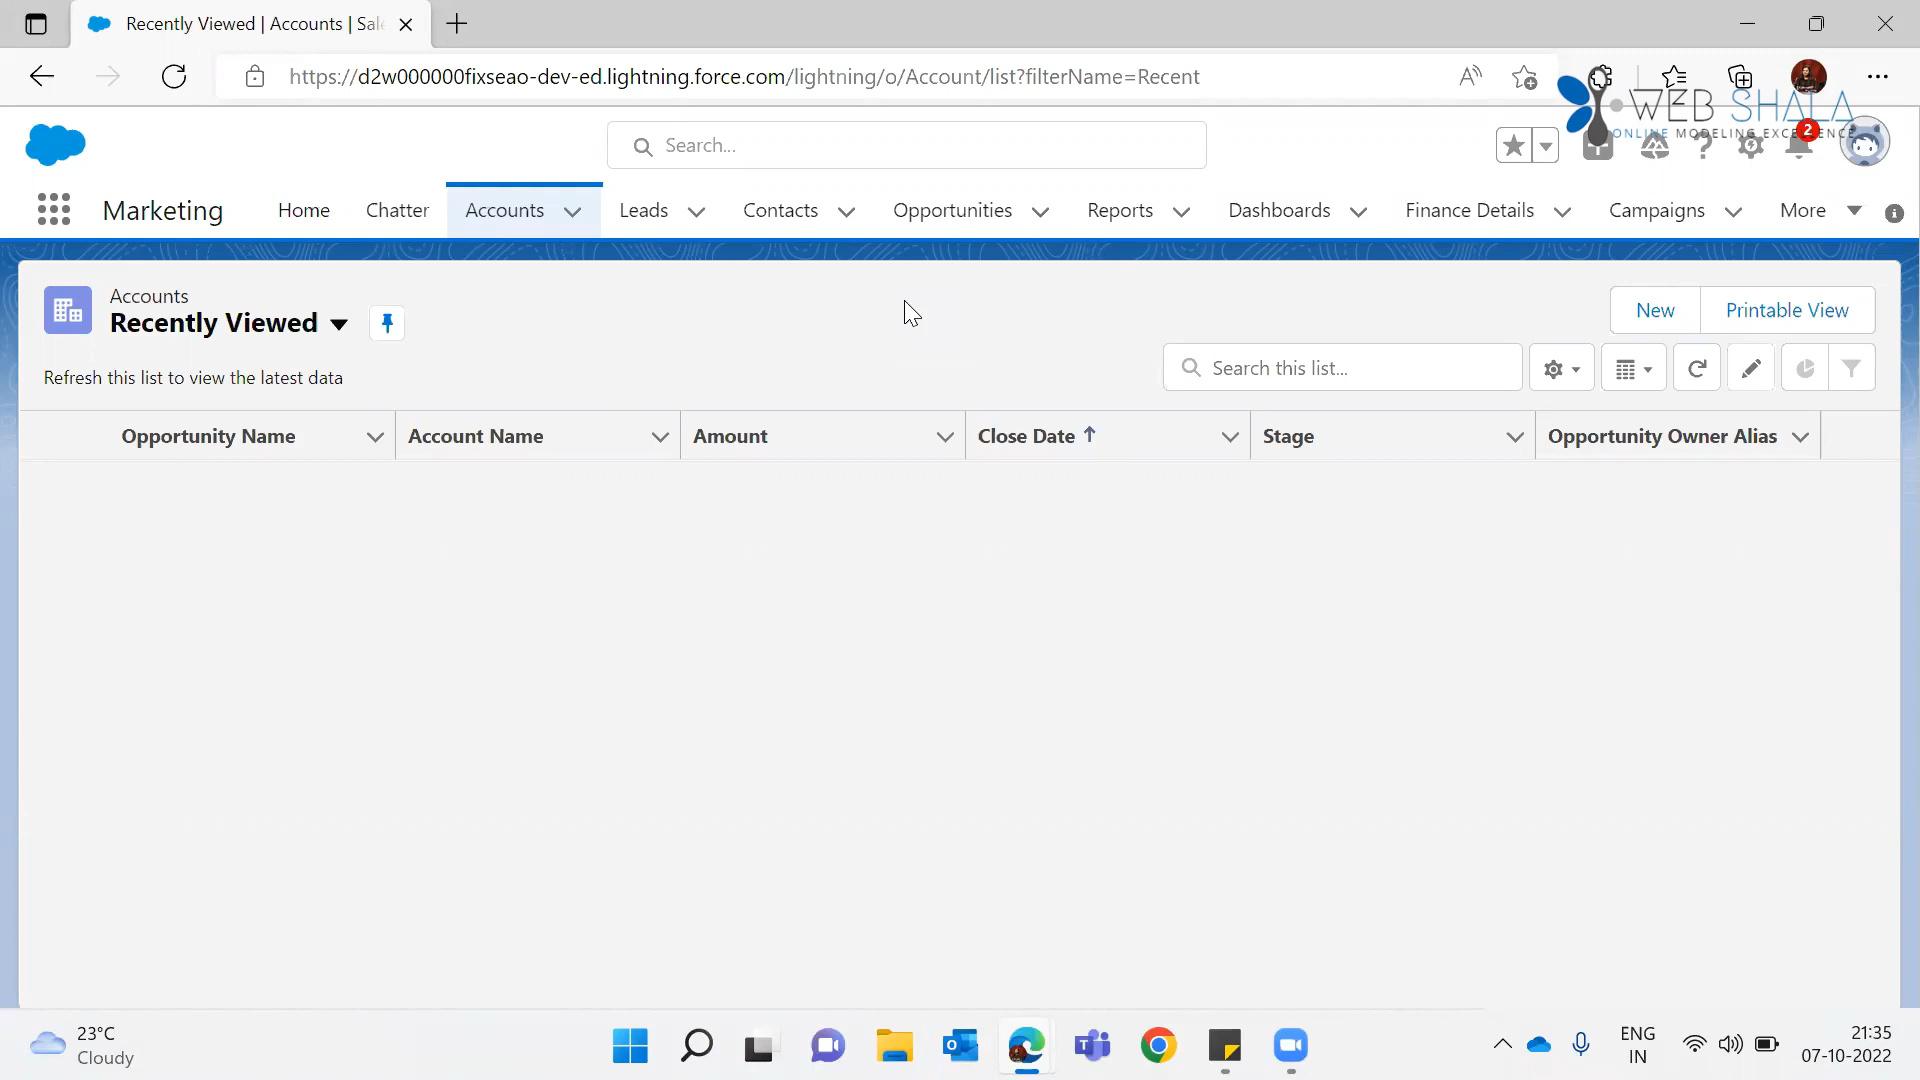 Recently Viewed | Accounts | Sal
https://d2w000000fixseao-dev-ed.lightning.force.com/lightning/o/Account/list?filterName=Recent
WEB SHALA
ONLINE MODELING EXCELLENCE
Search...
2
Marketing
Home
Chatter
Accounts
Leads
Contacts
Opportunities
Reports
Dashboards
Finance Details
Campaigns
More
Accounts
Recently Viewed
New
Printable View
Refresh this list to view the latest data
Search this list...
Opportunity Name
Account Name
Amount
Close Date
Stage
Opportunity Owner Alias
23°C
Cloudy
ENG
IN
21:35
07-10-2022